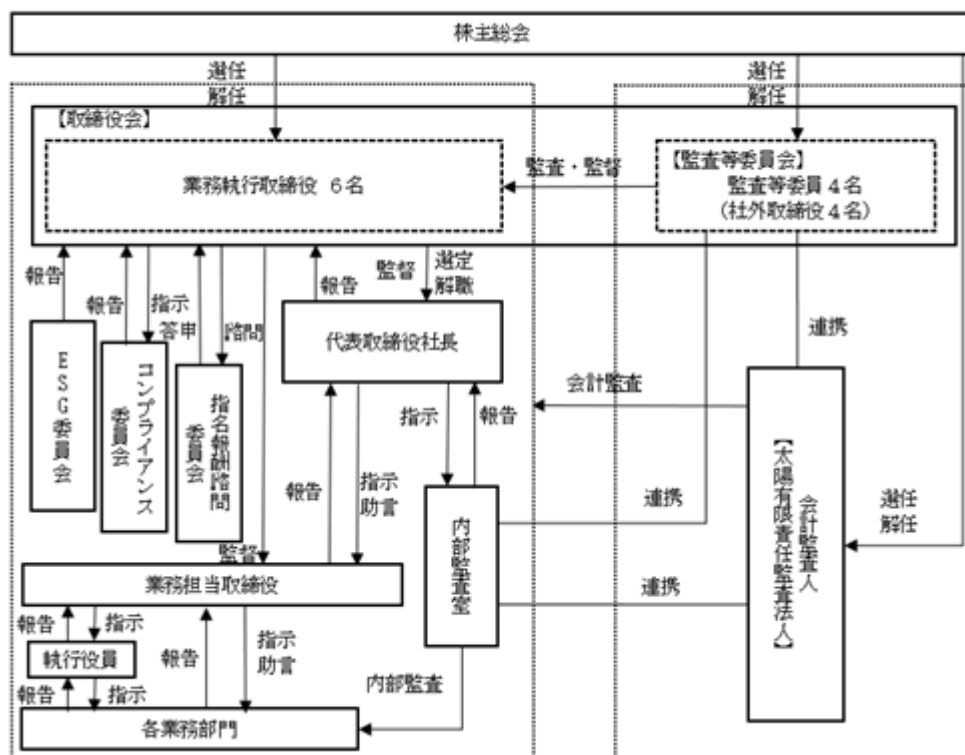 株主総会
選任
解任
選任
解任
【取締役会】
業務執行取締役 6名
監査・監督
【監査等委員会】
監査等委員4名
(社外取締役4名)
報告
報告
指示
答申
諮問
報告
監督
選定
解職
代表取締役社長
連携
ESG委員会
コンプライアンス
委員会
指名報酬諮問
委員会
会計監査
指示
報告
報告
指示
助言
内部監査室
連携
会計監査人
【太陽有限責任監査法人】
選任
解任
監督
業務担当取締役
連携
報告
指示
執行役員
報告
指示
報告
指示
助言
内部監査
各業務部門